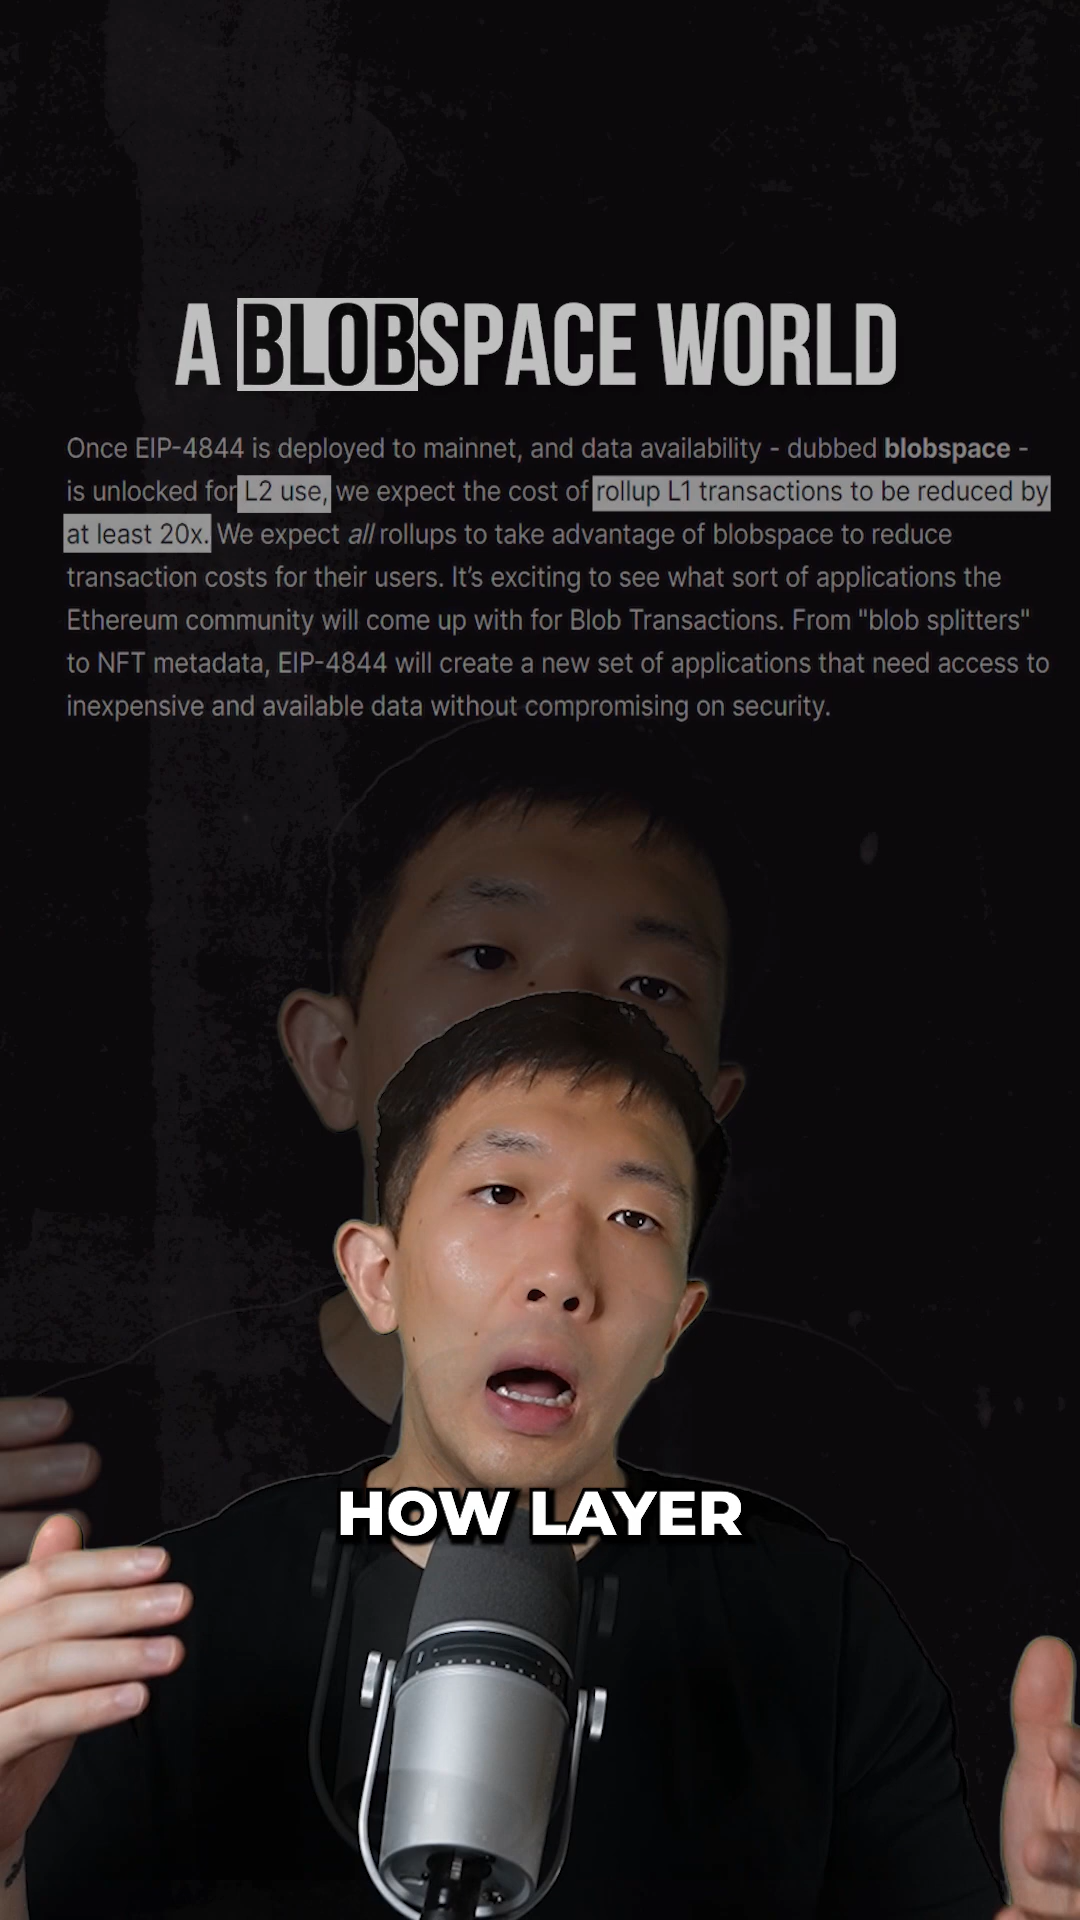 A BLOBSPACE WORLD
Once EIP-4844 is deployed to mainnet, and data availability - dubbed blobspace -
is unlocked for L2 use, we expect the cost of rollup L1 transactions to be reduced by
at least 20x. We expect all rollups to take advantage of blobspace to reduce
transaction costs for their users. It’s exciting to see what sort of applications the
Ethereum community will come up with for Blob Transactions. From "blob splitters"
to NFT metadata, EIP-4844 will create a new set of applications that need access to
inexpensive and available data without compromising on security.
HOW LAYER